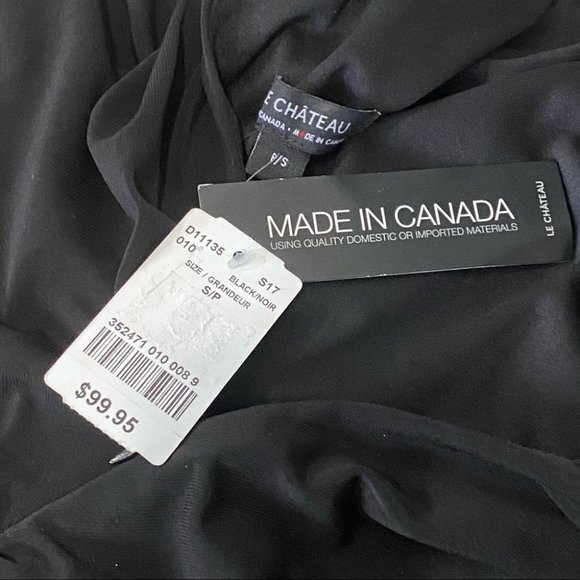 LE CHÂTEAU
CANADA • MADE IN
P/S
MADE IN CANADA
USING QUALITY DOMESTIC OR IMPORTED MATERIALS
LE CHÂTEAU
D11135 S17
010 BLACK/NOIR
SIZE / GRANDEUR
S/P
352471 010 008 9
$99.95